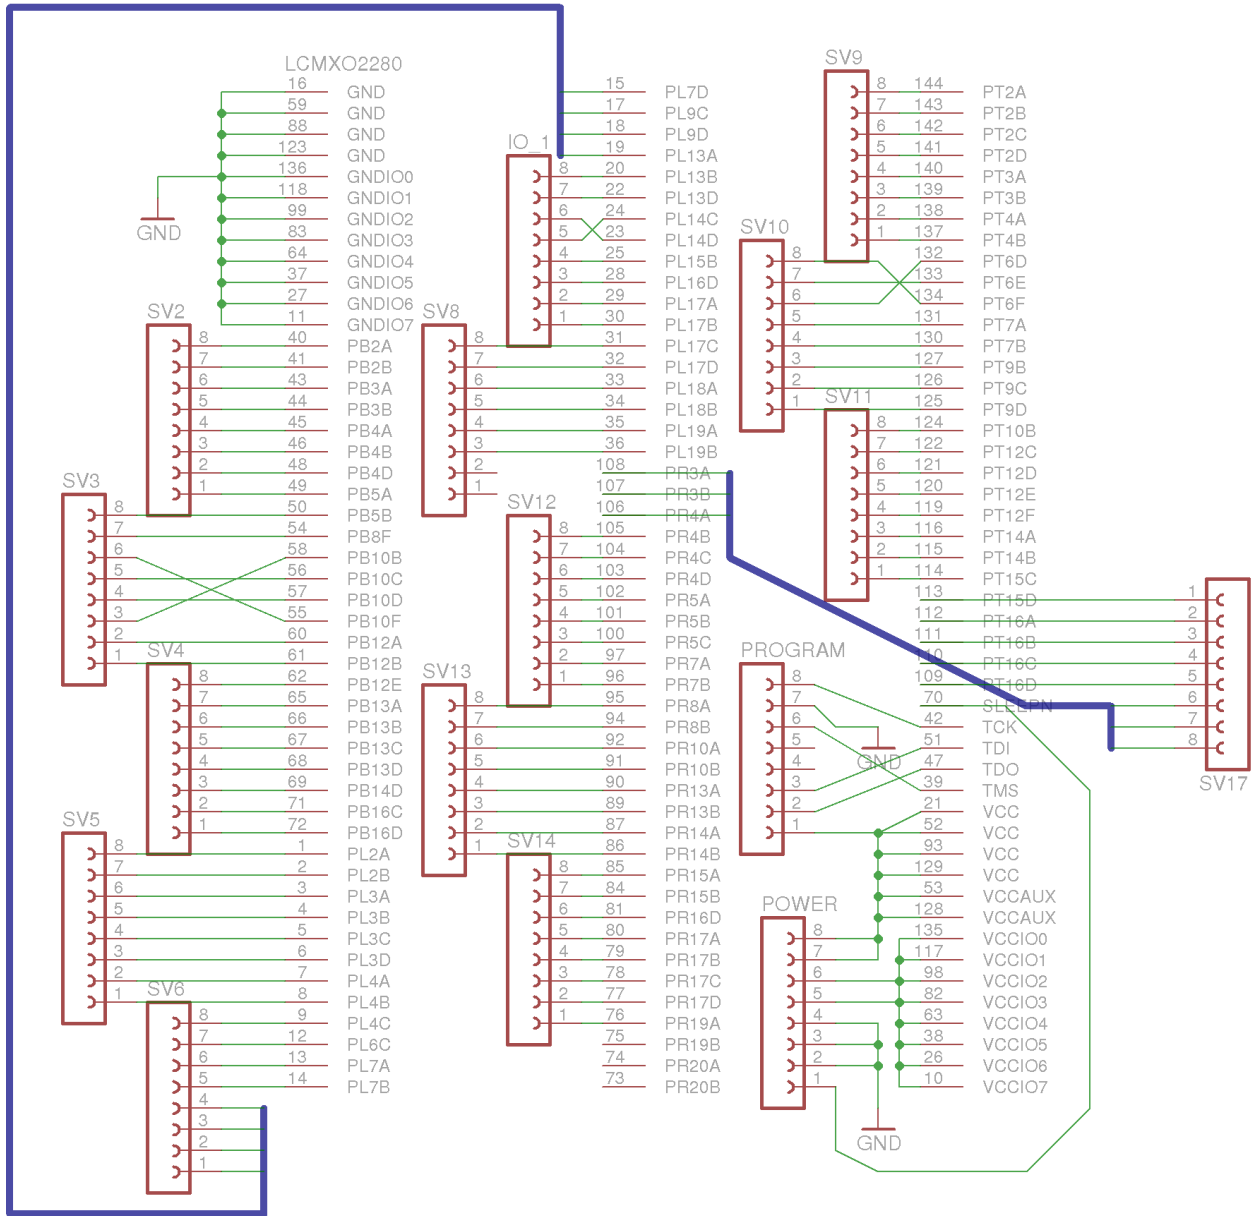 LCMXO2280
16 GND
59 GND
88 GND
123 GND
136 GNDIO0
118 GNDIO1
99 GNDIO2
83 GNDIO3
64 GNDIO4
37 GNDIO5
27 GNDIO6
11 GNDIO7
GND
SV2
8 40 PB2A
7 41 PB2B
6 43 PB3A
5 44 PB3B
4 45 PB4A
3 46 PB4B
2 48 PB4D
1 49 PB5A
SV3
8 50 PB5B
7 54 PB8F
6 58 PB10B
5 56 PB10C
4 57 PB10D
3 55 PB10F
2 60 PB12A
1 61 PB12B
SV4
8 62 PB12E
7 65 PB13A
6 66 PB13B
5 67 PB13C
4 68 PB13D
3 69 PB14D
2 71 PB16C
1 72 PB16D
SV5
8 1 PL2A
7 2 PL2B
6 3 PL3A
5 4 PL3B
4 5 PL3C
3 6 PL3D
2 7 PL4A
1 8 PL4B
SV6
8 9 PL4C
7 12 PL6C
6 13 PL7A
5 14 PL7B
4
3
2
1
15 PL7D
17 PL9C
18 PL9D
19 PL13A
IO_1
8 20 PL13B
7 22 PL13D
6 24 PL14C
5 23 PL14D
4 25 PL15B
3 28 PL16D
2 29 PL17A
1 30 PL17B
SV8
8 31 PL17C
7 32 PL17D
6 33 PL18A
5 34 PL18B
4 35 PL19A
3 36 PL19B
2
1
108 PR3A
107 PR3B
106 PR4A
SV12
8 105 PR4B
7 104 PR4C
6 103 PR4D
5 102 PR5A
4 101 PR5B
3 100 PR5C
2 97 PR7A
1 96 PR7B
SV13
8 95 PR8A
7 94 PR8B
6 92 PR10A
5 91 PR10B
4 90 PR13A
3 89 PR13B
2 87 PR14A
1 86 PR14B
SV14
8 85 PR15A
7 84 PR15B
6 81 PR16D
5 80 PR17A
4 79 PR17B
3 78 PR17C
2 77 PR17D
1 76 PR19A
75 PR19B
74 PR20A
73 PR20B
SV9
8 144 PT2A
7 143 PT2B
6 142 PT2C
5 141 PT2D
4 140 PT3A
3 139 PT3B
2 138 PT4A
1 137 PT4B
SV10
8 132 PT6D
7 133 PT6E
6 134 PT6F
5 131 PT7A
4 130 PT7B
3 127 PT9B
2 126 PT9C
1 125 PT9D
SV11
8 124 PT10B
7 122 PT12C
6 121 PT12D
5 120 PT12E
4 119 PT12F
3 116 PT14A
2 115 PT14B
1 114 PT15C
113 PT15D 1
112 PT16A 2
111 PT16B 3
110 PT16C 4
109 PT16D 5
70 SLEEPN 6
7
8
SV17
PROGRAM
8 42 TCK
7 51 TDI
6 47 TDO
5 39 TMS
4
3
2
1
GND
21 VCC
52 VCC
93 VCC
129 VCC
53 VCCAUX
128 VCCAUX
POWER
8 135 VCCIO0
7 117 VCCIO1
6 98 VCCIO2
5 82 VCCIO3
4 63 VCCIO4
3 38 VCCIO5
2 26 VCCIO6
1 10 VCCIO7
GND